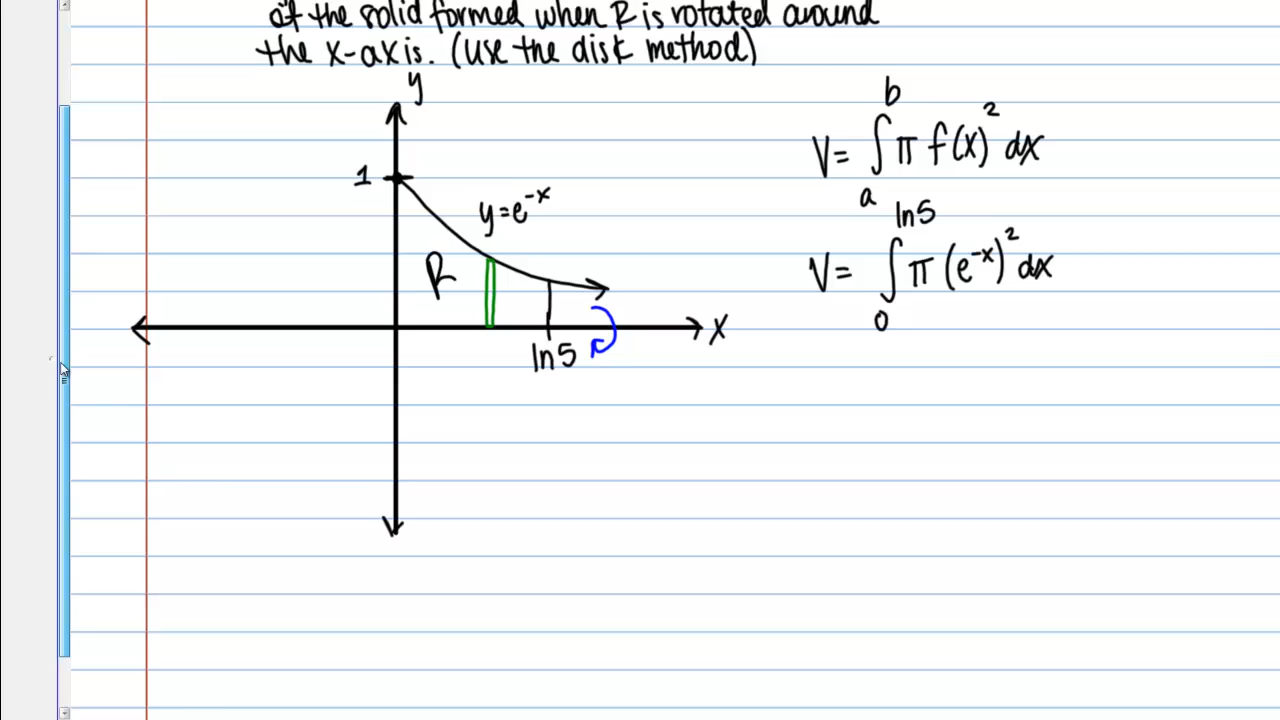 of the solid formed when R is rotated around
the x-axis. (use the disk method)
y
1
y=e^{-x}
R
ln5
x
V= ∫_a^b π f(x)^2 dx
V= ∫_0^{ln5} π (e^{-x})^2 dx